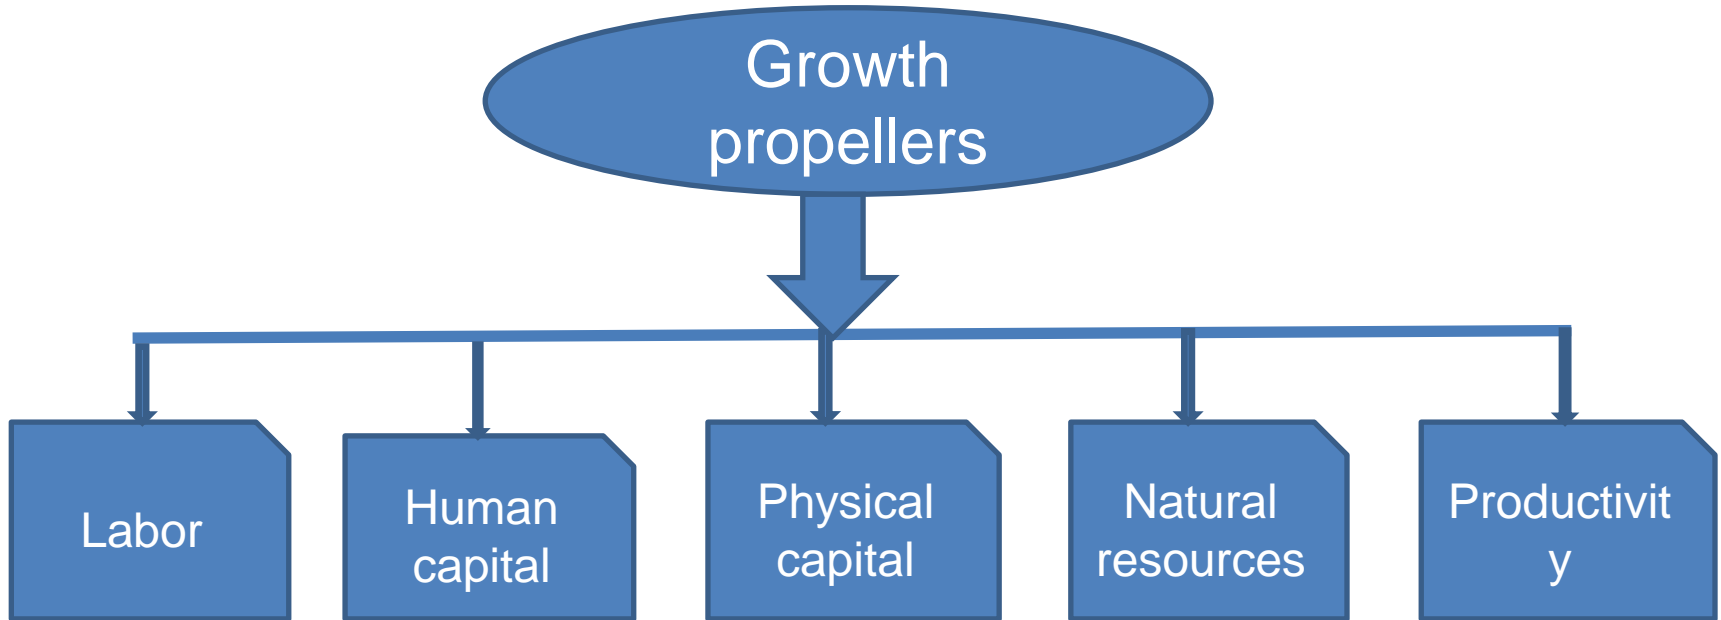 Growth
propellers
Labor
Human
capital
Physical
capital
Natural
resources
Productivit
y